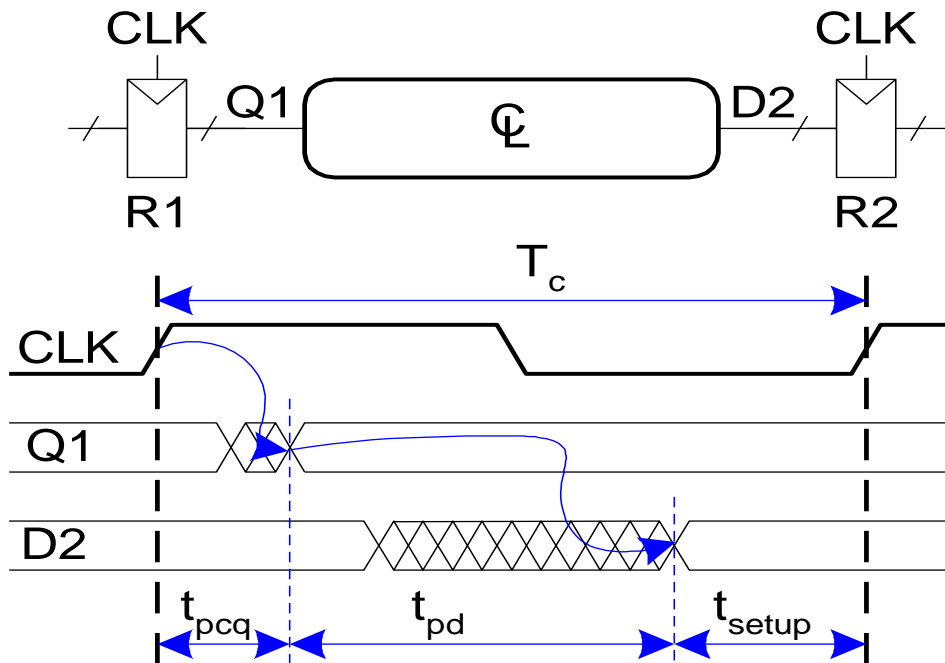 CLK CLK
Q1 CL D2
R1 R2
Tc
CLK
Q1
D2
tpcq tpd tsetup